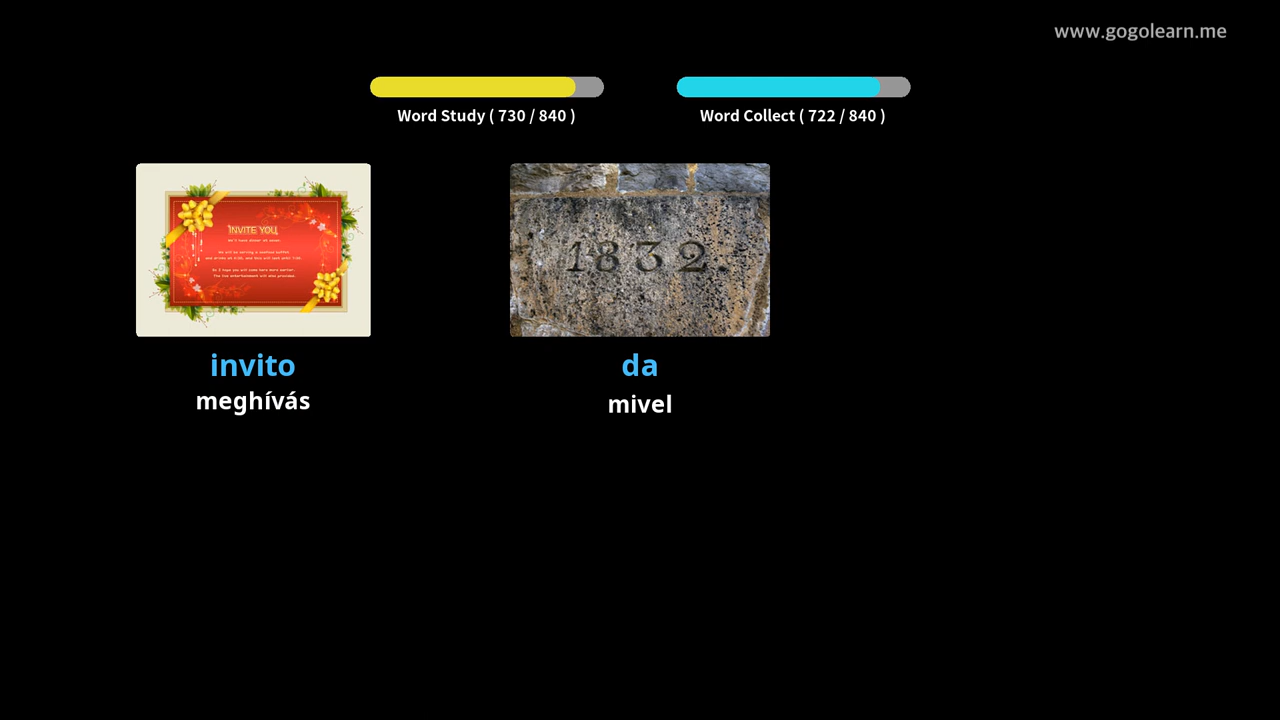 www.gogolearn.me
Word Study ( 730 / 840 )
Word Collect ( 722 / 840 )
INVITE YOU
1832.
invito
da
meghívás
mivel